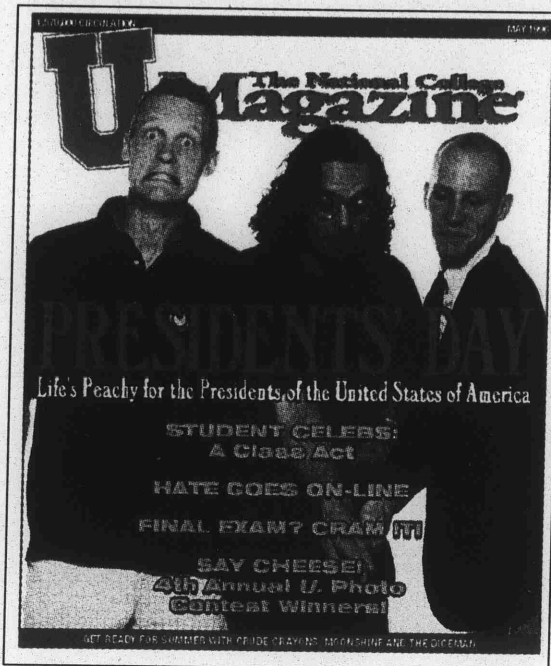 CIRCULATION
MAY 1996
U.
The National College
Magazine
PRESIDENTS' DAY
Life's Peachy for the Presidents of the United States of America
STUDENT CELEBS:
A Class Act
HATE GOES ON-LINE
FINAL EXAM? CRAM IT!
SAY CHEESE!
4th Annual U. Photo
Contest Winners!
GET READY FOR SUMMER WITH CRUDE CRAYONS, MOONSHINE AND THE DICEMAN